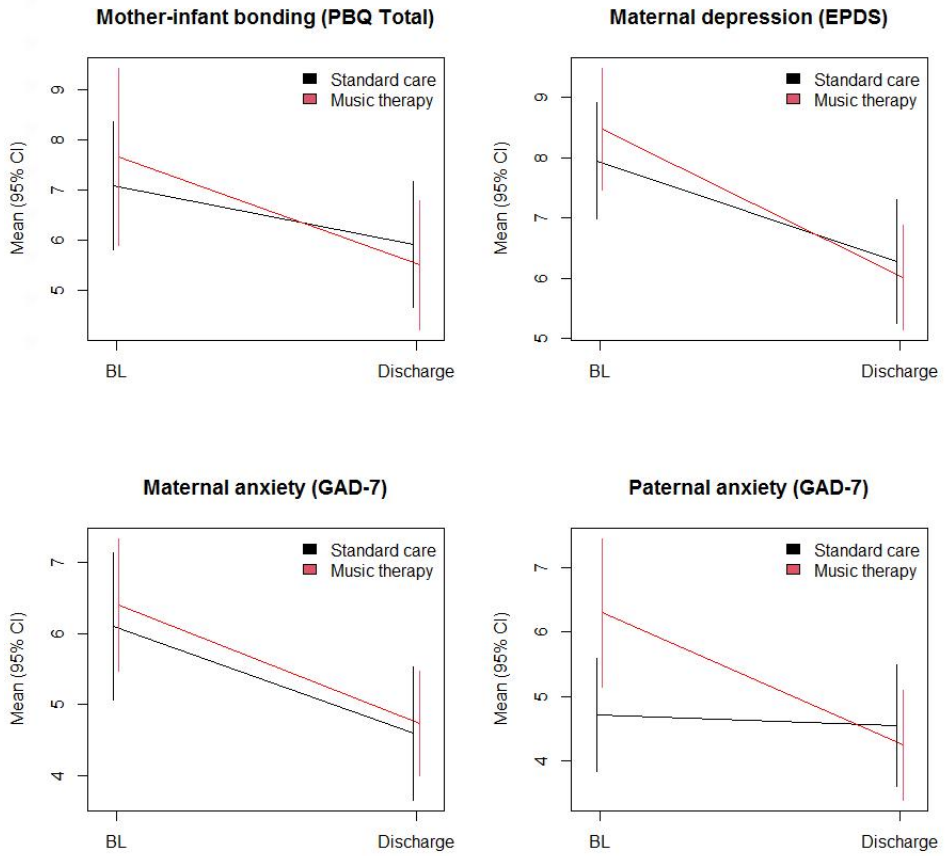 Mother-infant bonding (PBQ Total)
Mean (95% CI)
9
8
7
6
5
Standard care
Music therapy
BL
Discharge
Maternal depression (EPDS)
Mean (95% CI)
9
8
7
6
5
Standard care
Music therapy
BL
Discharge
Maternal anxiety (GAD-7)
Mean (95% CI)
7
6
5
4
Standard care
Music therapy
BL
Discharge
Paternal anxiety (GAD-7)
Mean (95% CI)
7
6
5
4
Standard care
Music therapy
BL
Discharge